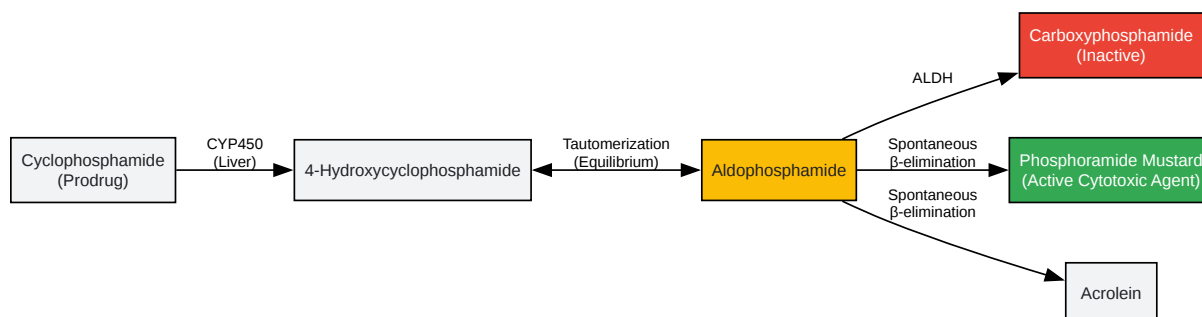 Cyclophosphamide
(Prodrug)
CYP450
(Liver)
4-Hydroxycyclophosphamide
Tautomerization
(Equilibrium)
Aldophosphamide
ALDH
Carboxyphosphamide
(Inactive)
Spontaneous
β-elimination
Phosphoramide Mustard
(Active Cytotoxic Agent)
Spontaneous
β-elimination
Acrolein